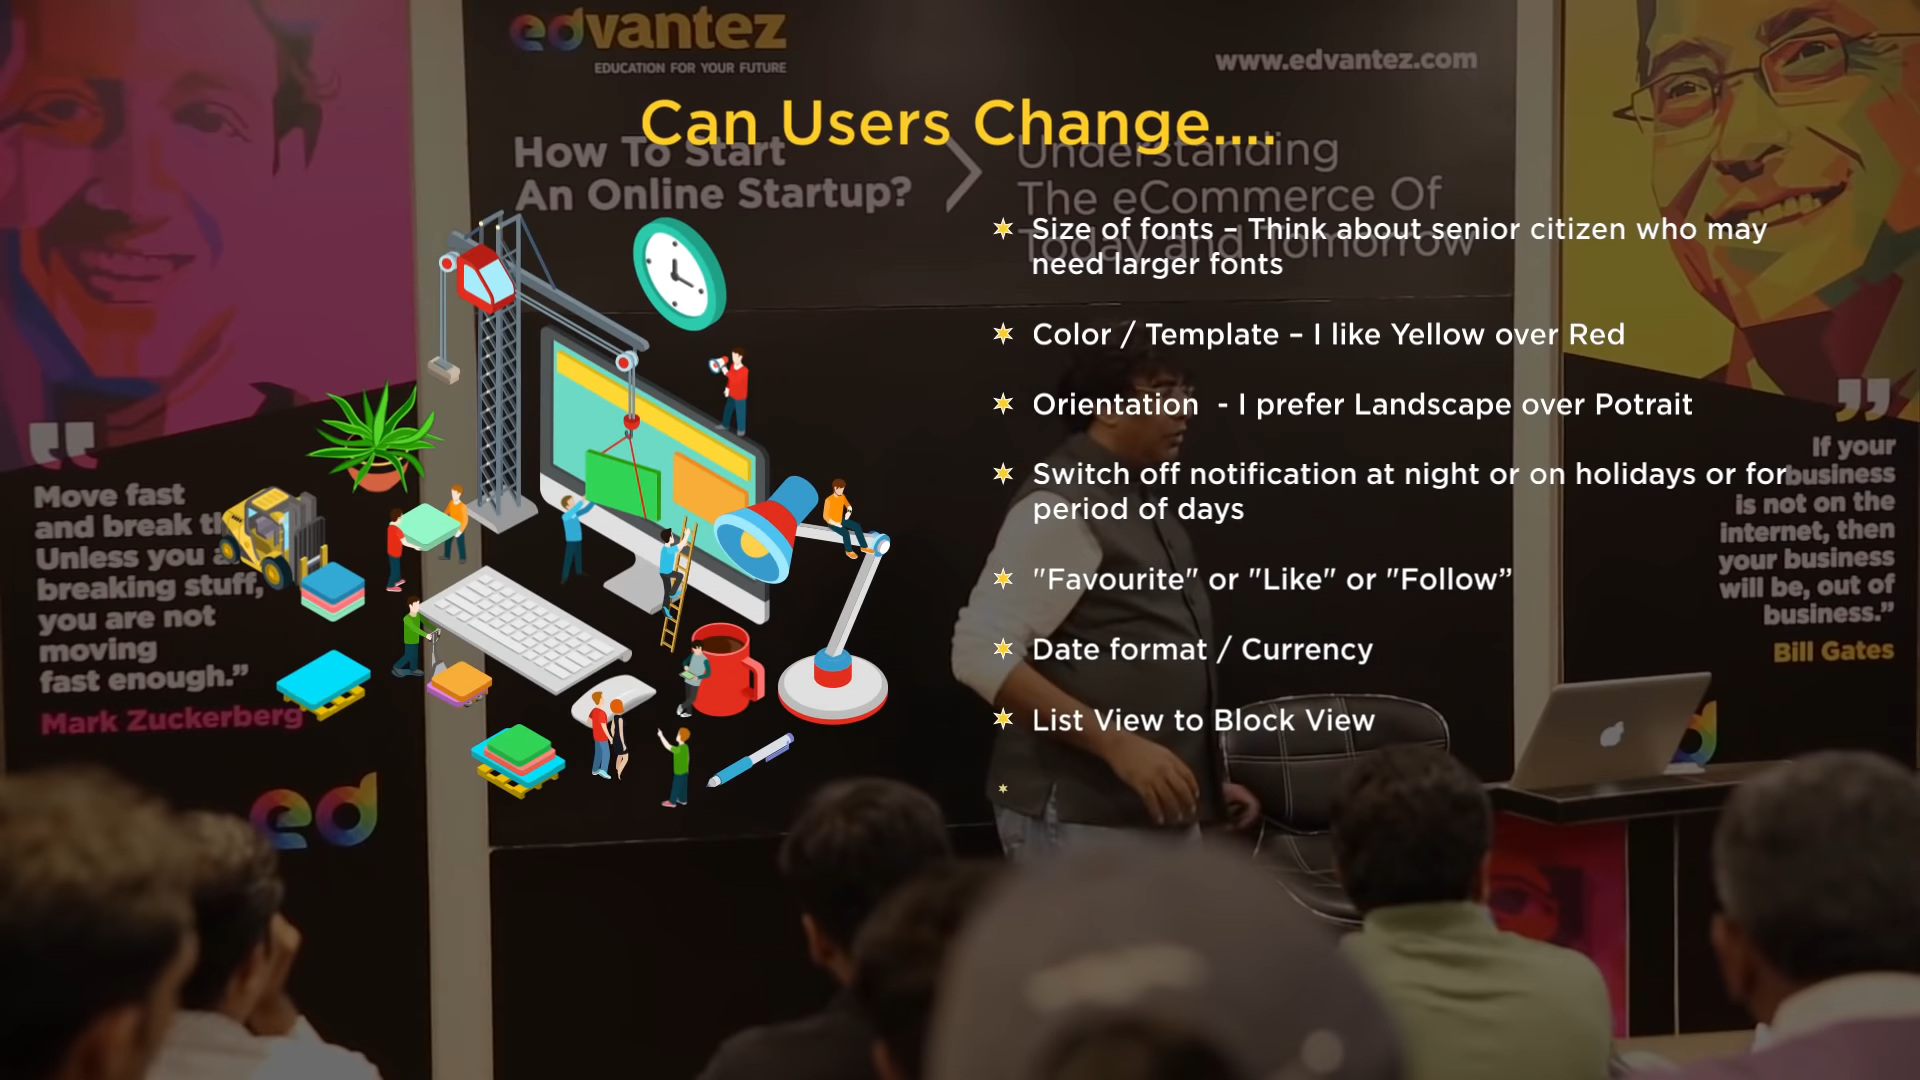 edvantez
EDUCATION FOR YOUR FUTURE
www.edvantez.com
Can Users Change....
How To Start
An Online Startup?
Understanding
The eCommerce Of
Today and Tomorrow
Size of fonts – Think about senior citizen who may
need larger fonts
Color / Template – I like Yellow over Red
Orientation - I prefer Landscape over Potrait
Switch off notification at night or on holidays or for
period of days
"Favourite" or "Like" or "Follow”
Date format / Currency
List View to Block View
Move fast
and break
Unless you
breaking stuff,
you are not
moving
fast enough.”
Mark Zuckerberg
ed
If your
business
is not on the
internet, then
your business
will be, out of
business.”
Bill Gates